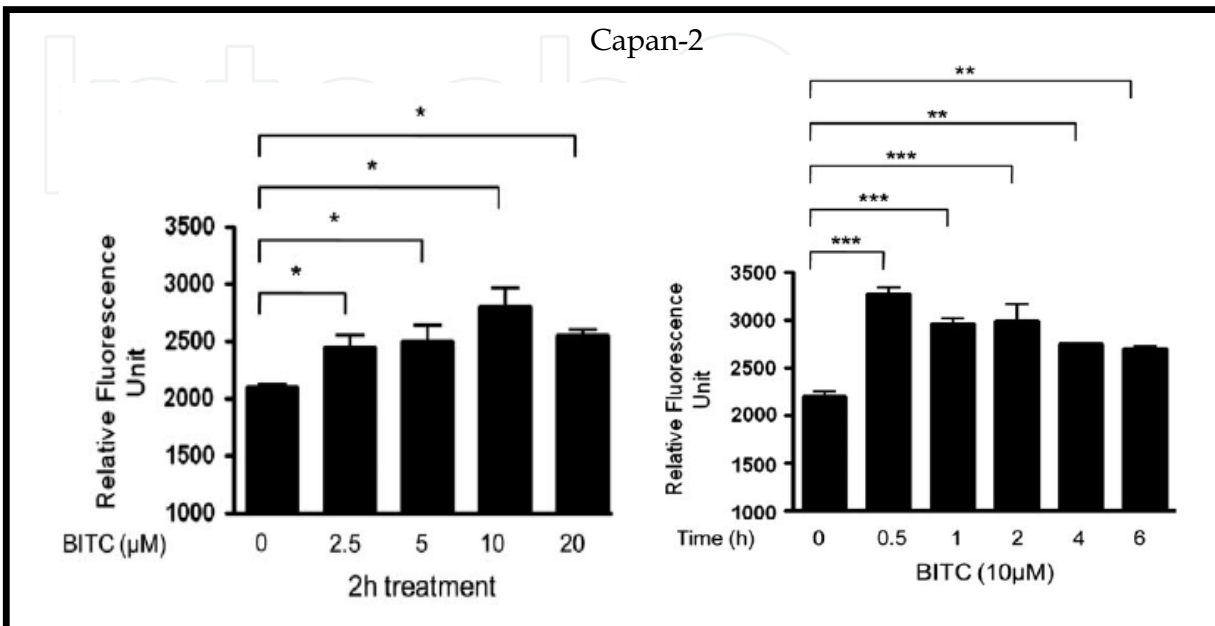 Capan-2
*
*
*
*
Relative Fluorescence
Unit
3500
3000
2500
2000
1500
1000
BITC (µM)
0 2.5 5 10 20
2h treatment
**
**
***
***
***
Relative Fluorescence
Unit
3500
3000
2500
2000
1500
1000
Time (h)
0 0.5 1 2 4 6
BITC (10µM)